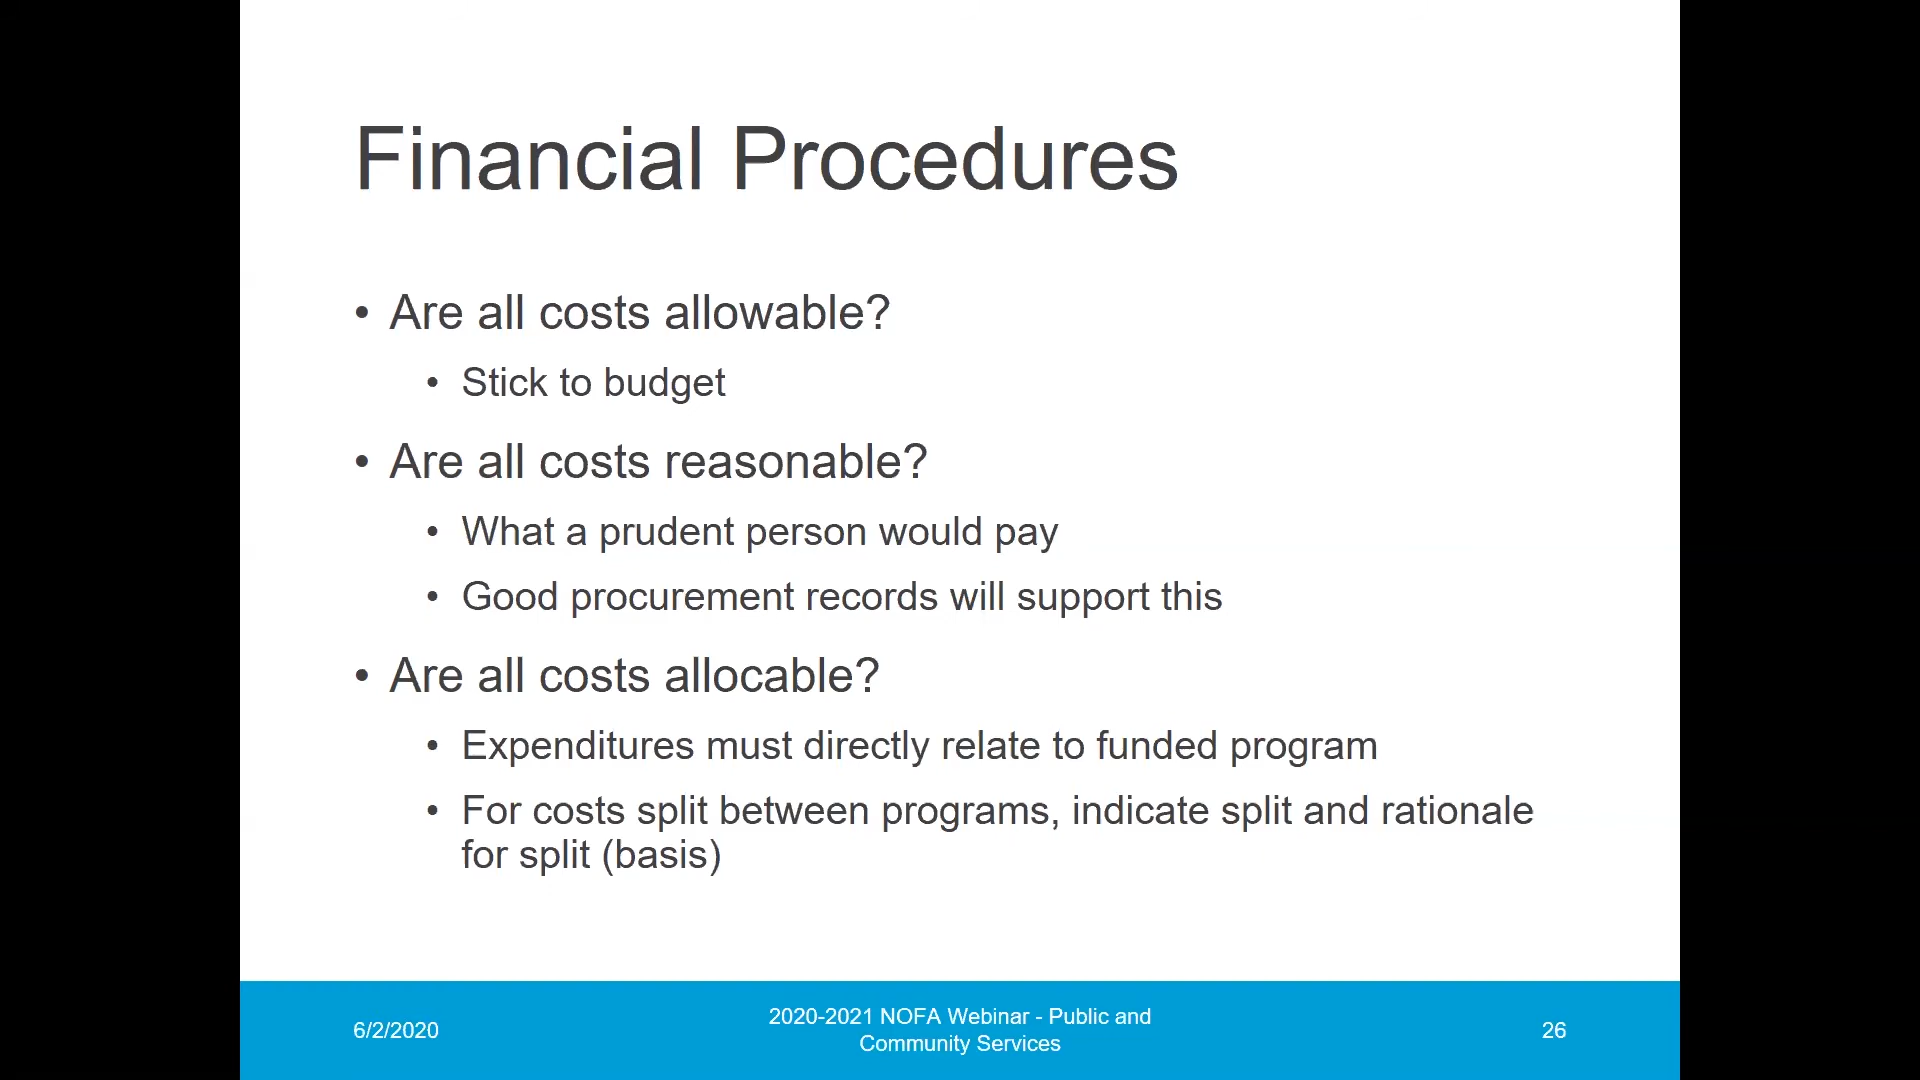 Financial Procedures
• Are all costs allowable?
• Stick to budget
• Are all costs reasonable?
• What a prudent person would pay
• Good procurement records will support this
• Are all costs allocable?
• Expenditures must directly relate to funded program
• For costs split between programs, indicate split and rationale
for split (basis)
6/2/2020
2020-2021 NOFA Webinar - Public and
Community Services
26